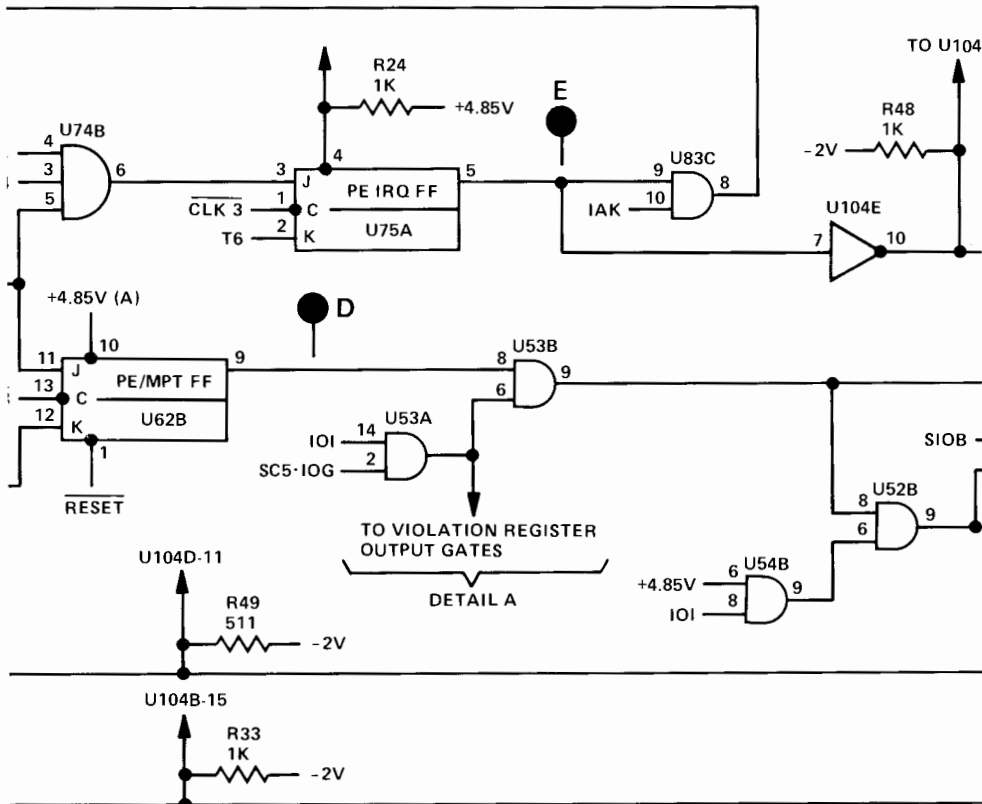 TO U104
R24
1K
+4.85V
E
R48
1K
-2V
U74B
4
3
5
6
3
J
4
PE IRQ FF
5
1
C
CLK 3
2
K
T6
U75A
U83C
9
10
8
IAK
U104E
7
10
+4.85V (A)
D
10
11
J
PE/MPT FF
9
13
C
12
K
U62B
1
RESET
U53B
8
6
9
U53A
IOI
14
SC5·IOG
2
TO VIOLATION REGISTER
OUTPUT GATES
DETAIL A
SIOB
U52B
8
6
9
U54B
+4.85V
6
IOI
8
9
U104D-11
R49
511
-2V
U104B-15
R33
1K
-2V